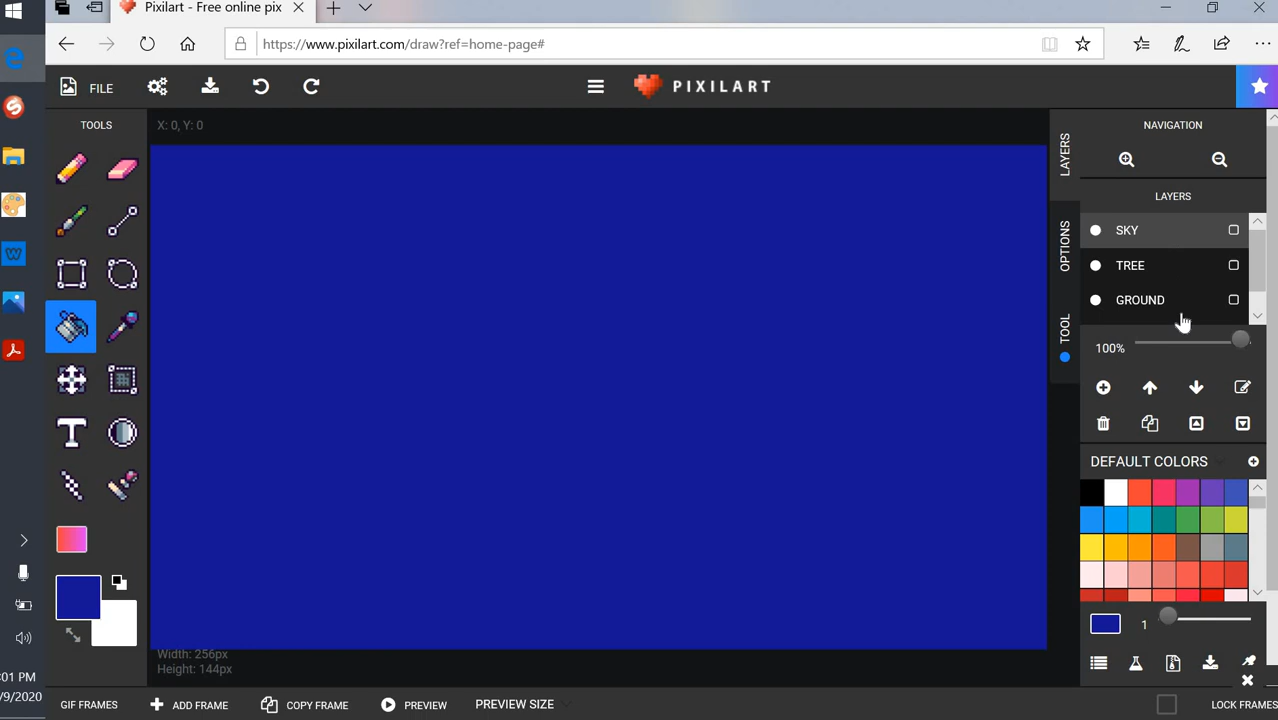 Pixilart - Free online pix
https://www.pixilart.com/draw?ref=home-page#
FILE
PIXILART
TOOLS
X: 0, Y: 0
LAYERS
OPTIONS
TOOL
NAVIGATION
LAYERS
SKY
TREE
GROUND
100%
DEFAULT COLORS
1
Width: 256px
Height: 144px
GIF FRAMES
ADD FRAME
COPY FRAME
PREVIEW
PREVIEW SIZE
LOCK FRAMES
:01 PM
/9/2020